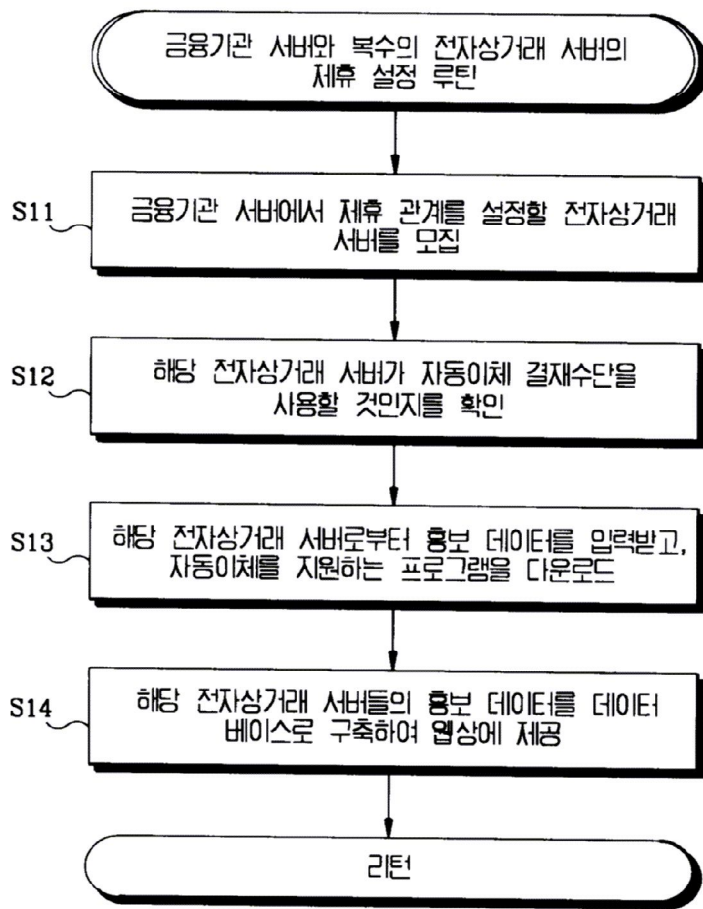 금융기관 서버와 복수의 전자상거래 서버의
제휴 설정 루틴
S11
금융기관 서버에서 제휴 관계를 설정할 전자상거래
서버를 모집
S12
해당 전자상거래 서버가 자동이체 결재수단을
사용할 것인지를 확인
S13
해당 전자상거래 서버로부터 홍보 데이터를 입력받고,
자동이체를 지원하는 프로그램을 다운로드
S14
해당 전자상거래 서버들의 홍보 데이터를 데이터
베이스로 구축하여 웹상에 제공
리턴